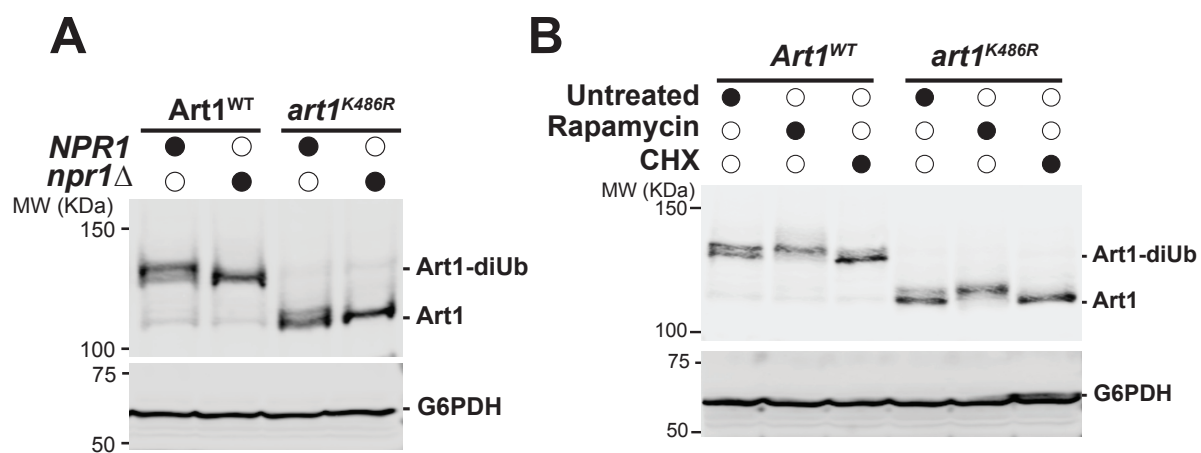 A
Art1WT art1K486R
NPR1
npr1Δ
MW (KDa)
150
Art1-diUb
Art1
100
75
G6PDH
50
B
Art1WT art1K486R
Untreated
Rapamycin
CHX
MW (KDa)
150
Art1-diUb
Art1
100
75
G6PDH
50